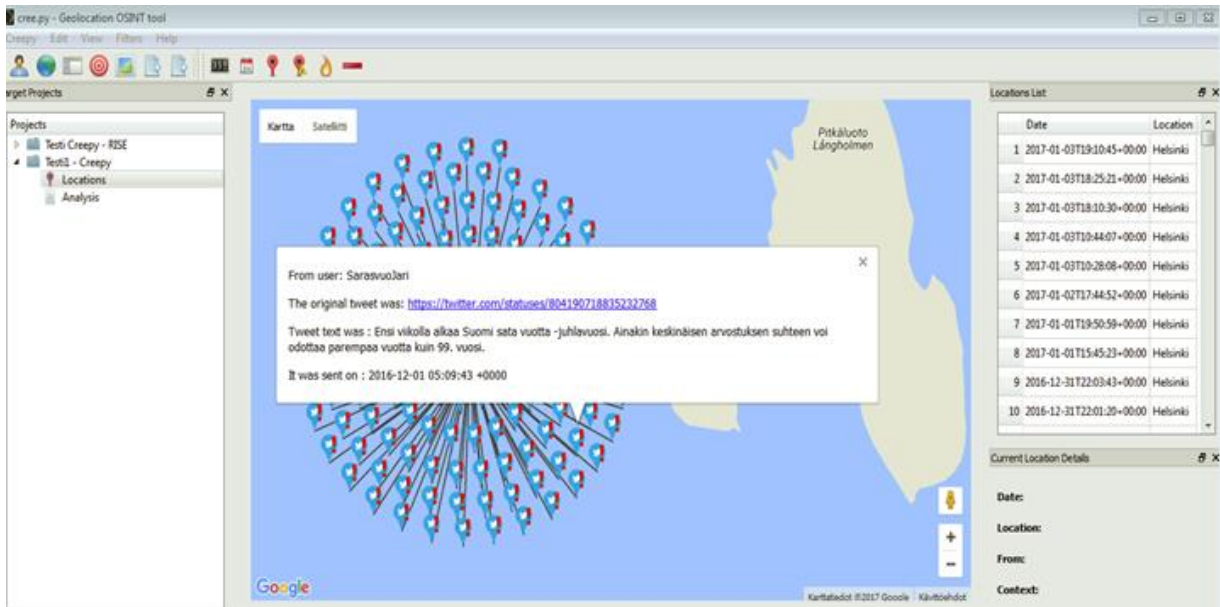 cree.py - Geolocation OSINT tool
Creepy Edit View Filters Help
arget Projects
Projects
Testi Creepy - RISE
Testi1 - Creepy
Locations
Analysis
Kartta Satelliitti
Pitkäluoto
Långholmen
From user: SarasvuoJari
The original tweet was: https://twitter.com/statuses/804190718835232768
Tweet text was : Ensi viikolla alkaa Suomi sata vuotta -juhlavuosi. Ainakin keskinäisen arvostuksen suhteen voi
odottaa parempaa vuotta kuin 99. vuosi.
It was sent on : 2016-12-01 05:09:43 +0000
Google
Karttatiedot ©2017 Google Käyttöehdot
Locations List
Date Location
1 2017-01-03T19:10:45+00:00 Helsinki
2 2017-01-03T18:25:21+00:00 Helsinki
3 2017-01-03T18:10:30+00:00 Helsinki
4 2017-01-03T10:44:07+00:00 Helsinki
5 2017-01-03T10:28:08+00:00 Helsinki
6 2017-01-02T17:44:52+00:00 Helsinki
7 2017-01-01T19:50:59+00:00 Helsinki
8 2017-01-01T15:45:23+00:00 Helsinki
9 2016-12-31T22:03:43+00:00 Helsinki
10 2016-12-31T22:01:20+00:00 Helsinki
Current Location Details
Date:
Location:
From:
Context: